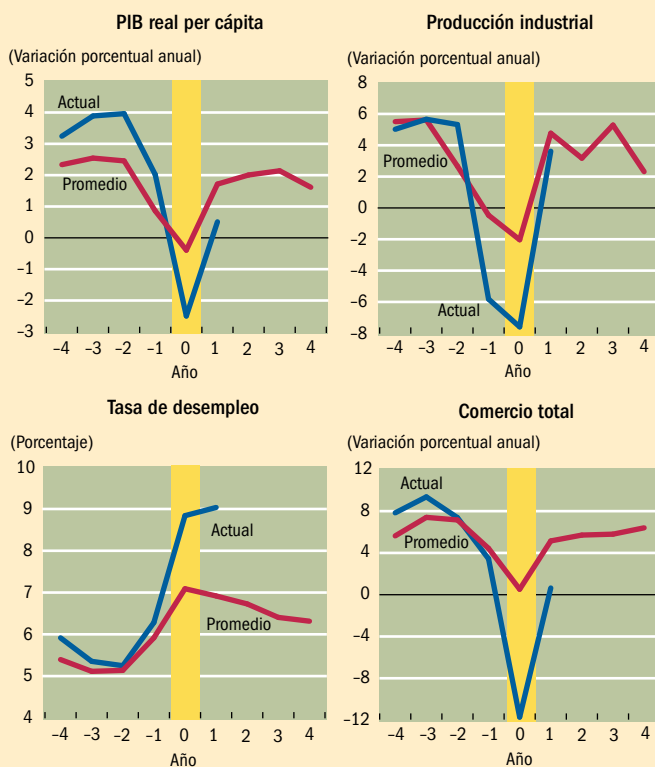 PIB real per cápita
(Variación porcentual anual)
5
4
3
2
1
0
–1
–2
–3
Actual
Promedio
–4 –3 –2 –1 0 1 2 3 4
Año
Producción industrial
(Variación porcentual anual)
8
6
4
2
0
–2
–4
–6
–8
Promedio
Actual
–4 –3 –2 –1 0 1 2 3 4
Año
Tasa de desempleo
(Porcentaje)
10
9
8
7
6
5
4
Actual
Promedio
–4 –3 –2 –1 0 1 2 3 4
Año
Comercio total
(Variación porcentual anual)
12
8
4
0
–4
–8
–12
Actual
Promedio
–4 –3 –2 –1 0 1 2 3 4
Año